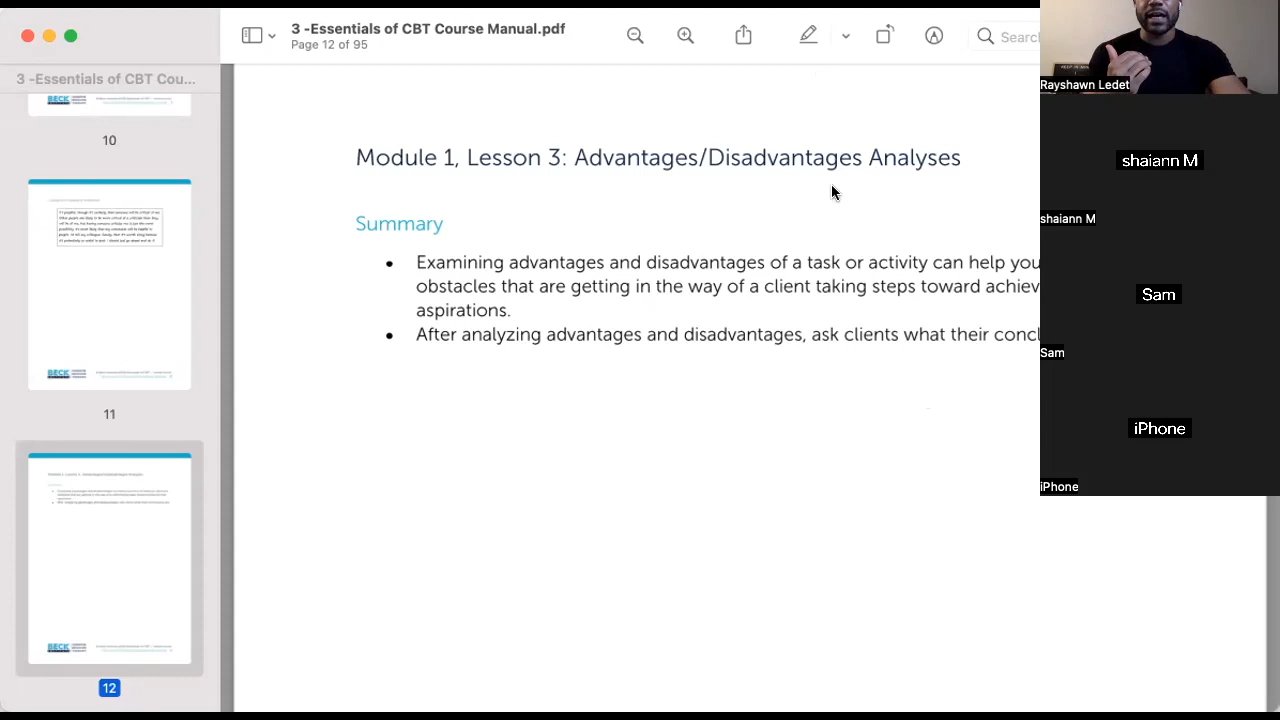 3 -Essentials of CBT Course Manual.pdf
Page 12 of 95
Search
3 -Essentials of CBT Cou...
BECK
10
11
BECK
12
BECK
Module 1, Lesson 3: Advantages/Disadvantages Analyses
Summary
• Examining advantages and disadvantages of a task or activity can help you
obstacles that are getting in the way of a client taking steps toward achiev
aspirations.
• After analyzing advantages and disadvantages, ask clients what their concl
Rayshawn Ledet
shaiann M
shaiann M
Sam
Sam
iPhone
iPhone